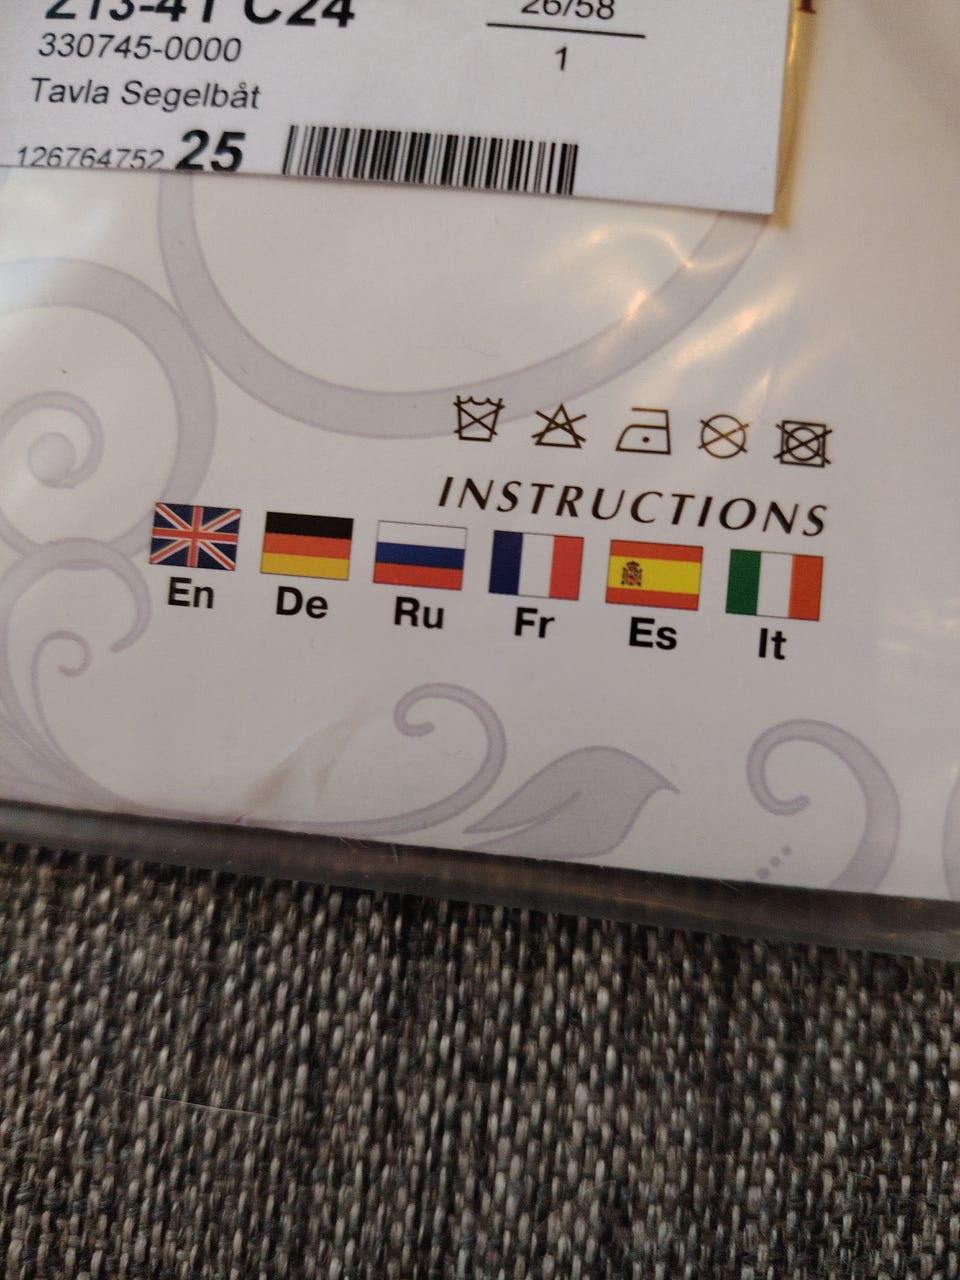 213-41 C24
26/58
330745-0000
1
Tavla Segelbåt
126764752 25
INSTRUCTIONS
En De Ru Fr Es It